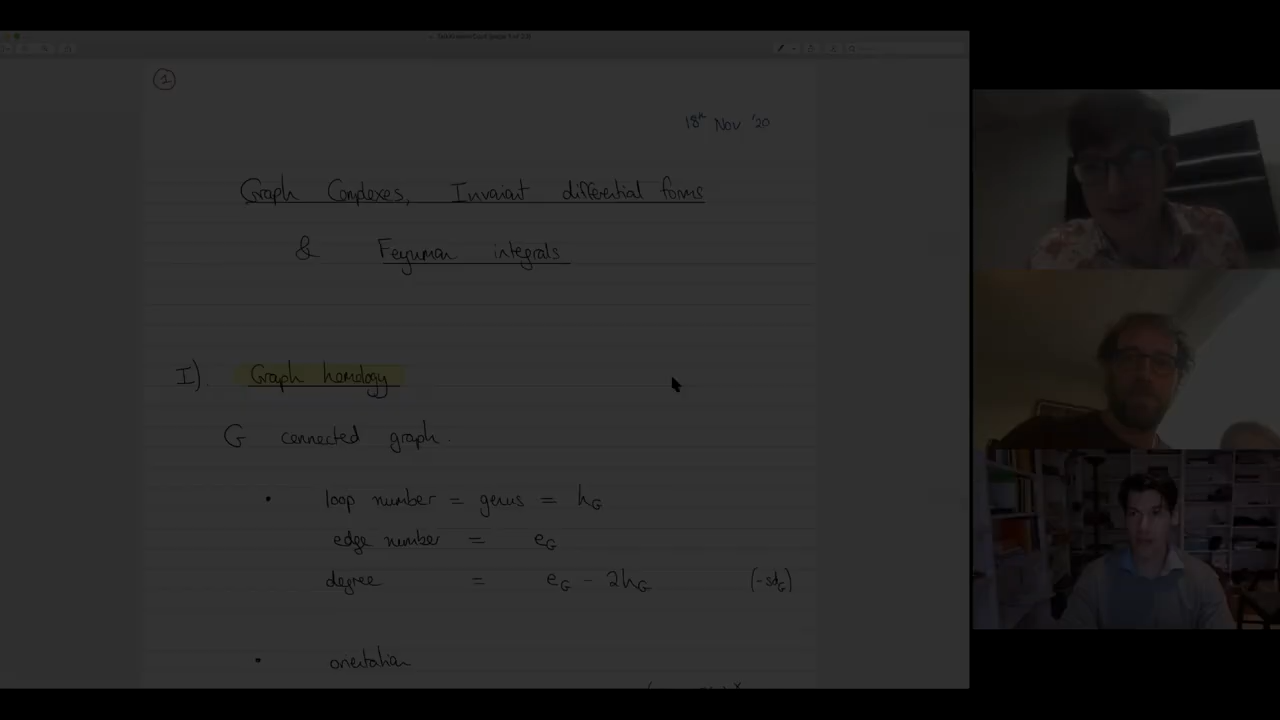 1
18th Nov '20
Graph Complexes, Invaiant differential forms
& Feynman integrals
I). Graph homology
G connected graph.
• loop number = genus = hG
edge number = eG
degree = eG - 2hG (-sdG)
• orientation